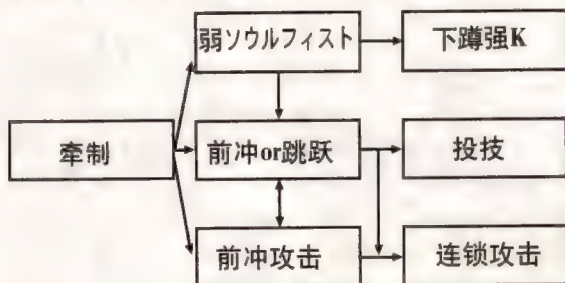 弱ソウルフィスト
下蹲强K
牵制
前冲or跳跃
投技
前冲攻击
连锁攻击